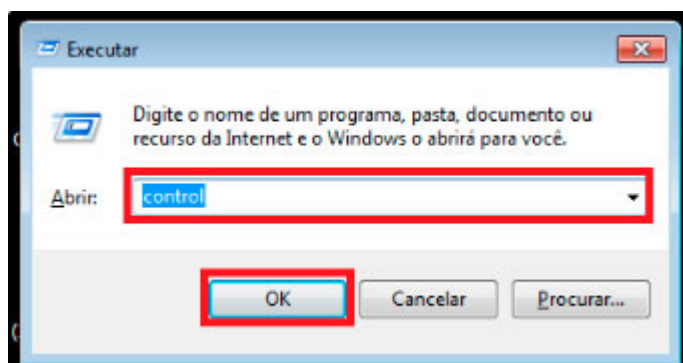 Executar
Digite o nome de um programa, pasta, documento ou
recurso da Internet e o Windows o abrirá para você.
Abrir: control
OK Cancelar Procurar...